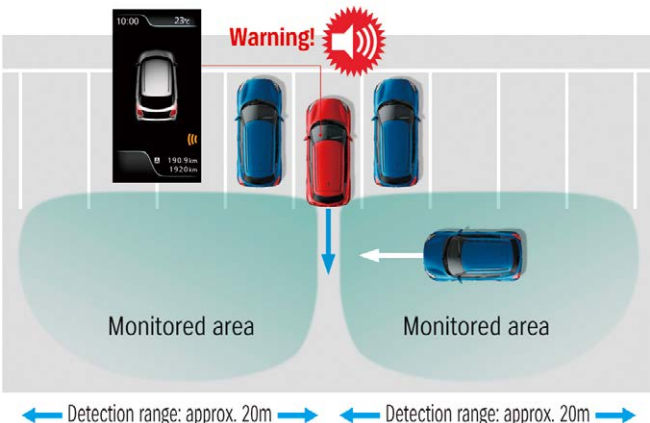 10:00 23℃
Warning!
A 190.9km
1920km
Monitored area Monitored area
Detection range: approx. 20m Detection range: approx. 20m